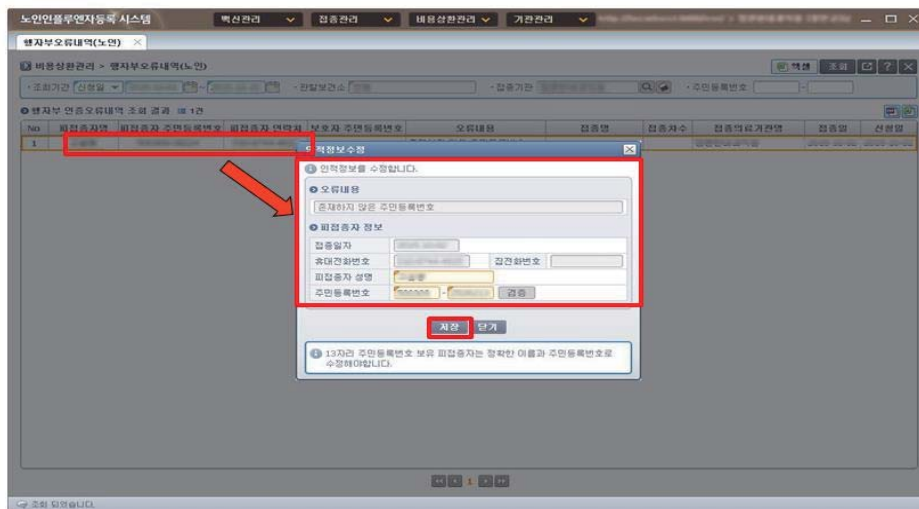 노인인플루엔자등록 시스템
백신관리 접종관리 비용상환관리 기관관리
행자부오류내역(노인)
비용상환관리 > 행자부오류내역(노인)
엑셀 조회 ?
조회기간 신청일 ~ 관할보건소 접종기관 주민등록번호 -
행자부 인증오류내역 조회 결과 1건
No 피접종자명 피접종자 주민등록번호 피접종자 연락처 보호자 주민등록번호 오류내용 접종명 접종차수 접종의료기관명 접종일 신청일
1
인적정보수정
인적정보를 수정합니다.
오류내용
존재하지 않은 주민등록번호
피접종자 정보
접종일자
휴대전화번호 집전화번호
피접종자 성명
주민등록번호 - 검증
저장 닫기
13자리 주민등록번호 보유 피접종자는 정확한 이름과 주민등록번호로
수정해야합니다.
1
조회 되었습니다.